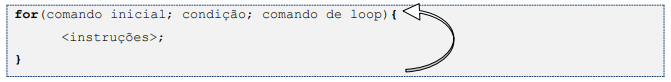 for(comando inicial; condição; comando de loop){
<instruções>;
}